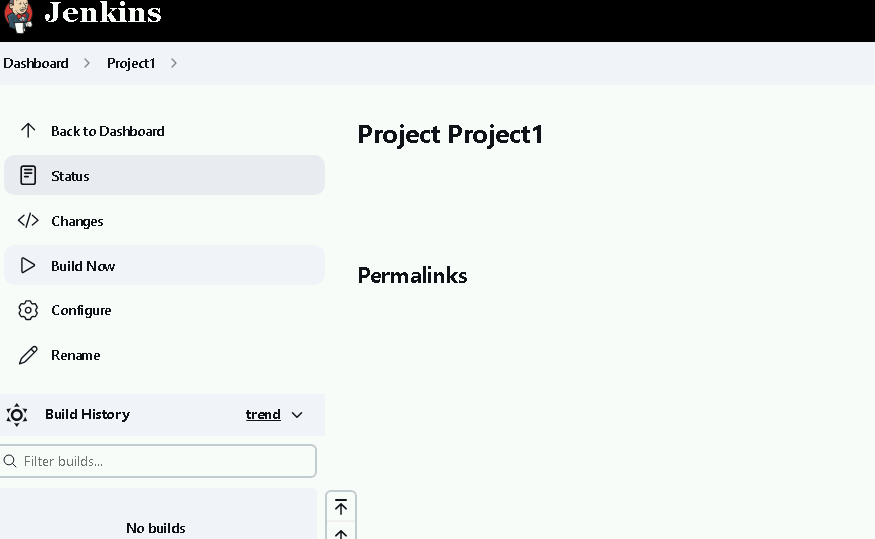 Jenkins
Dashboard
Project1
Back to Dashboard
Status
Changes
Build Now
Configure
Rename
Build History
trend
Filter builds...
No builds
Project Project1
Permalinks